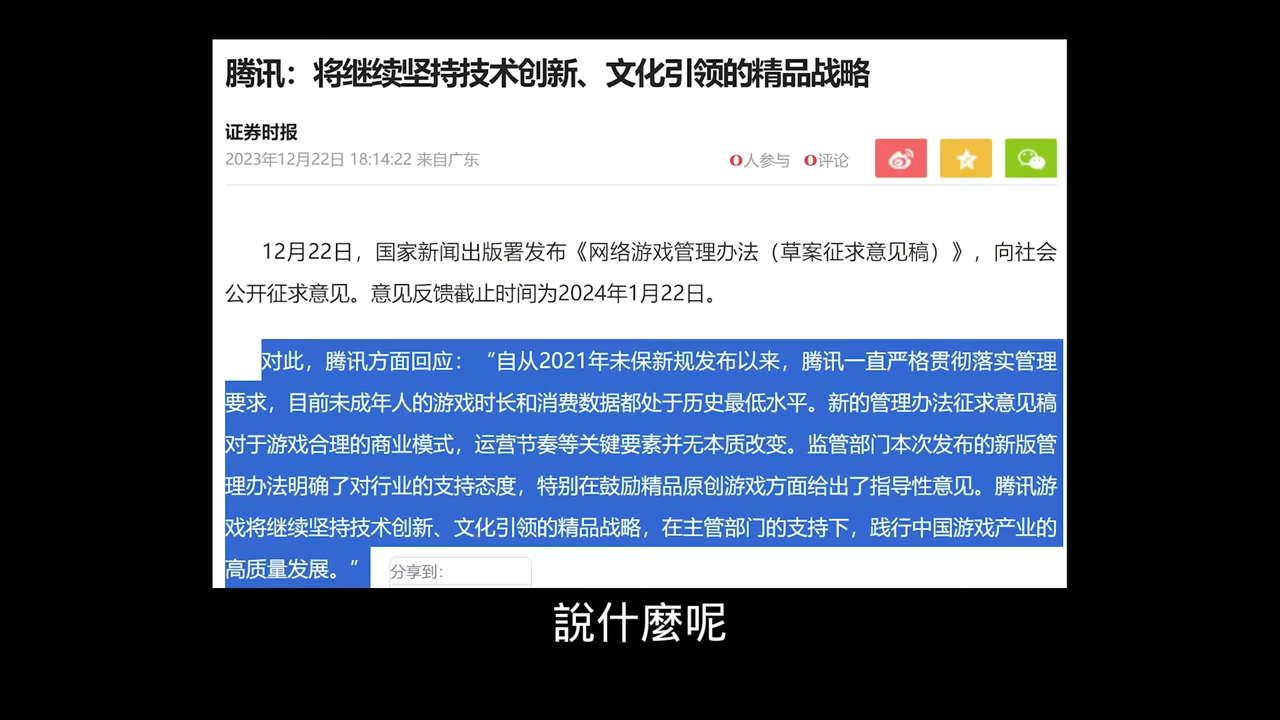 腾讯：将继续坚持技术创新、文化引领的精品战略
证券时报
2023年12月22日 18:14:22 来自广东
0人参与 0评论
12月22日，国家新闻出版署发布《网络游戏管理办法（草案征求意见稿）》，向社会
公开征求意见。意见反馈截止时间为2024年1月22日。
对此，腾讯方面回应：“自从2021年未保新规发布以来，腾讯一直严格贯彻落实管理
要求，目前未成年人的游戏时长和消费数据都处于历史最低水平。新的管理办法征求意见稿
对于游戏合理的商业模式，运营节奏等关键要素并无本质改变。监管部门本次发布的新版管
理办法明确了对行业的支持态度，特别在鼓励精品原创游戏方面给出了指导性意见。腾讯游
戏将继续坚持技术创新、文化引领的精品战略，在主管部门的支持下，践行中国游戏产业的
高质量发展。”
分享到：
說什麼呢